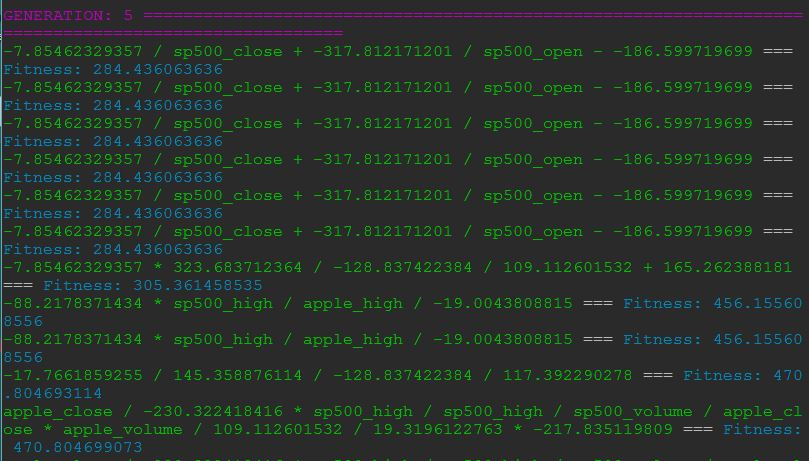 GENERATION: 5 ==================================================================
==================================
-7.85462329357 / sp500_close + -317.812171201 / sp500_open - -186.599719699 ===
Fitness: 284.436063636
-7.85462329357 / sp500_close + -317.812171201 / sp500_open - -186.599719699 ===
Fitness: 284.436063636
-7.85462329357 / sp500_close + -317.812171201 / sp500_open - -186.599719699 ===
Fitness: 284.436063636
-7.85462329357 / sp500_close + -317.812171201 / sp500_open - -186.599719699 ===
Fitness: 284.436063636
-7.85462329357 / sp500_close + -317.812171201 / sp500_open - -186.599719699 ===
Fitness: 284.436063636
-7.85462329357 / sp500_close + -317.812171201 / sp500_open - -186.599719699 ===
Fitness: 284.436063636
-7.85462329357 * 323.683712364 / -128.837422384 / 109.112601532 + 165.262388181
=== Fitness: 305.361458535
-88.2178371434 * sp500_high / apple_high / -19.0043808815 === Fitness: 456.15560
8556
-88.2178371434 * sp500_high / apple_high / -19.0043808815 === Fitness: 456.15560
8556
-17.7661859255 / 145.358876114 / -128.837422384 / 117.392290278 === Fitness: 470
.804693114
apple_close / -230.322418416 * sp500_high / sp500_high / sp500_volume / apple_cl
ose * apple_volume / 109.112601532 / 19.3196122763 * -217.835119809 === Fitness:
470.804699073